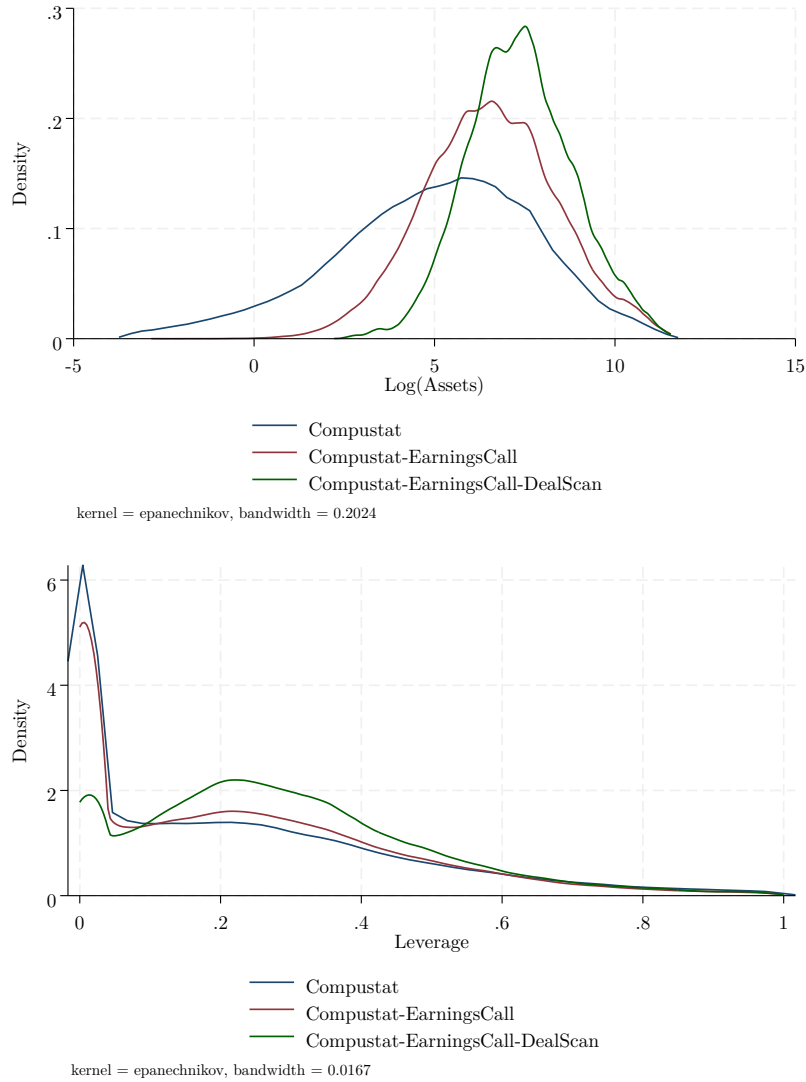 .3
.2
.1
0
Density
-5 0 5 10 15
Log(Assets)
Compustat
Compustat-EarningsCall
Compustat-EarningsCall-DealScan
kernel = epanechnikov, bandwidth = 0.2024
6
4
2
0
Density
0 .2 .4 .6 .8 1
Leverage
Compustat
Compustat-EarningsCall
Compustat-EarningsCall-DealScan
kernel = epanechnikov, bandwidth = 0.0167